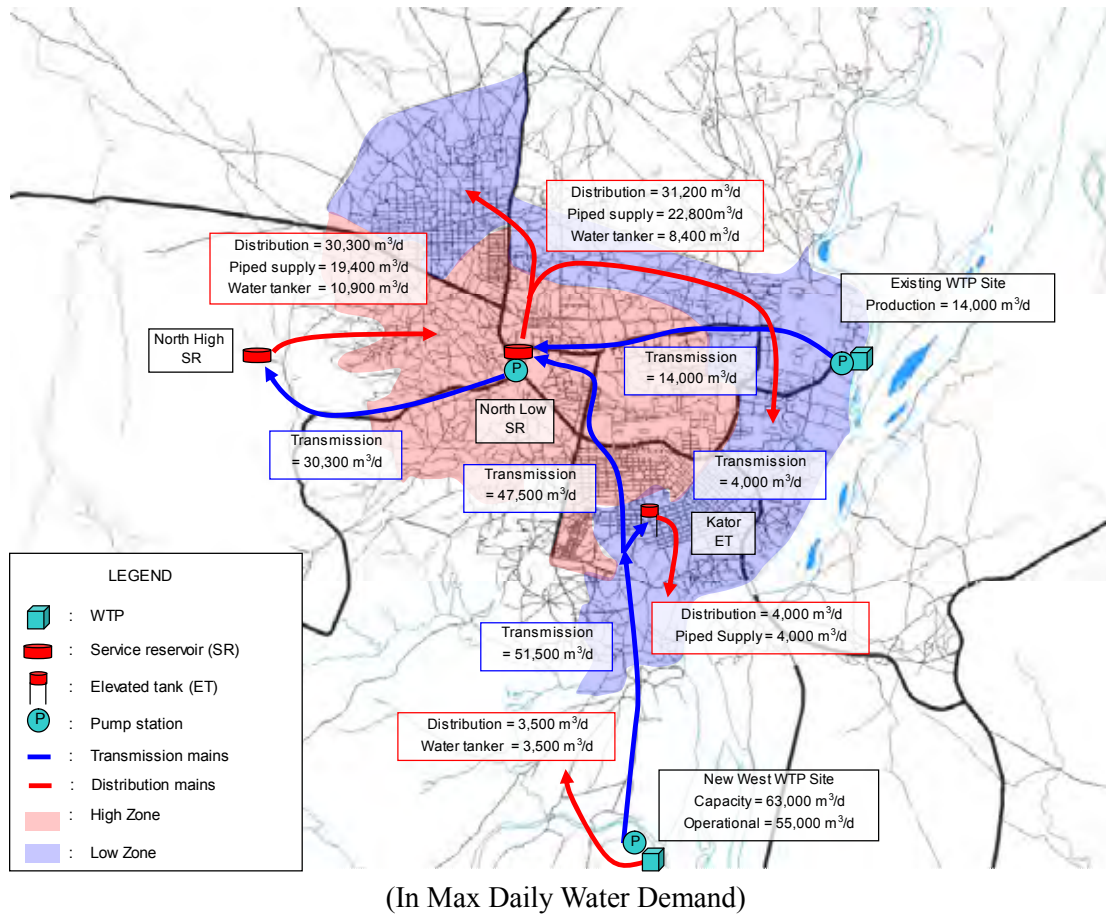 Distribution = 31,200 m³/d
Piped supply = 22,800m³/d
Water tanker = 8,400 m³/d
Distribution = 30,300 m³/d
Piped supply = 19,400 m³/d
Water tanker = 10,900 m³/d
Existing WTP Site
Production = 14,000 m³/d
North High
SR
P
P
Transmission
= 14,000 m³/d
North Low
SR
Transmission
= 30,300 m³/d
Transmission
= 47,500 m³/d
Transmission
= 4,000 m³/d
Kator
ET
Distribution = 4,000 m³/d
Piped Supply = 4,000 m³/d
Transmission
= 51,500 m³/d
Distribution = 3,500 m³/d
Water tanker = 3,500 m³/d
New West WTP Site
Capacity = 63,000 m³/d
Operational = 55,000 m³/d
P
LEGEND
: WTP
: Service reservoir (SR)
: Elevated tank (ET)
P : Pump station
: Transmission mains
: Distribution mains
: High Zone
: Low Zone
(In Max Daily Water Demand)